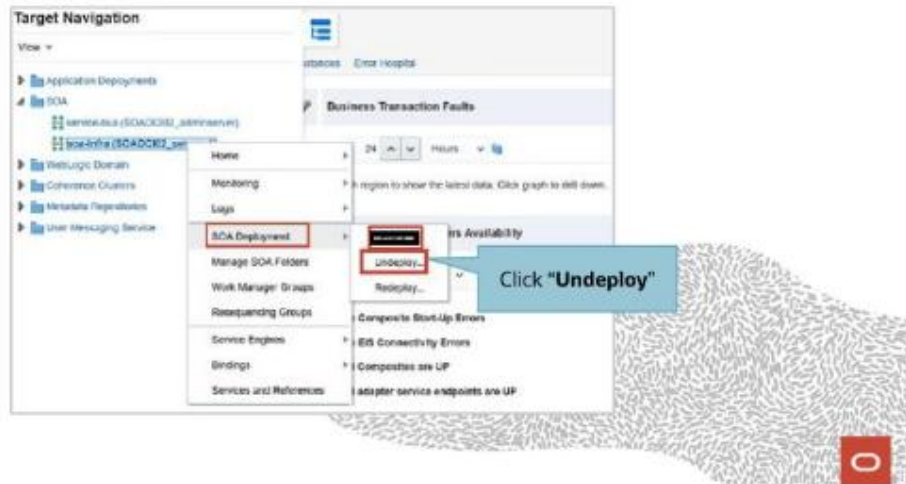 Target Navigation
View
Application Deployments
SOA
soa-infra
WebLogic Domain
Coherence Clusters
Metadata Repositories
User Messaging Service
Error Hospital
Business Transaction Faults
24
Hours
region to show the latest data. Click graph to drill down.
Availability
Composite Start-Up Errors
EIS Connectivity Errors
Composites are UP
adapter service endpoints are UP
Home
Monitoring
Logs
SOA Deployment
Manage SOA Folders
Work Manager Groups
Resequencing Groups
Service Engines
Bindings
Services and References
Undeploy...
Redeploy...
Click "Undeploy"